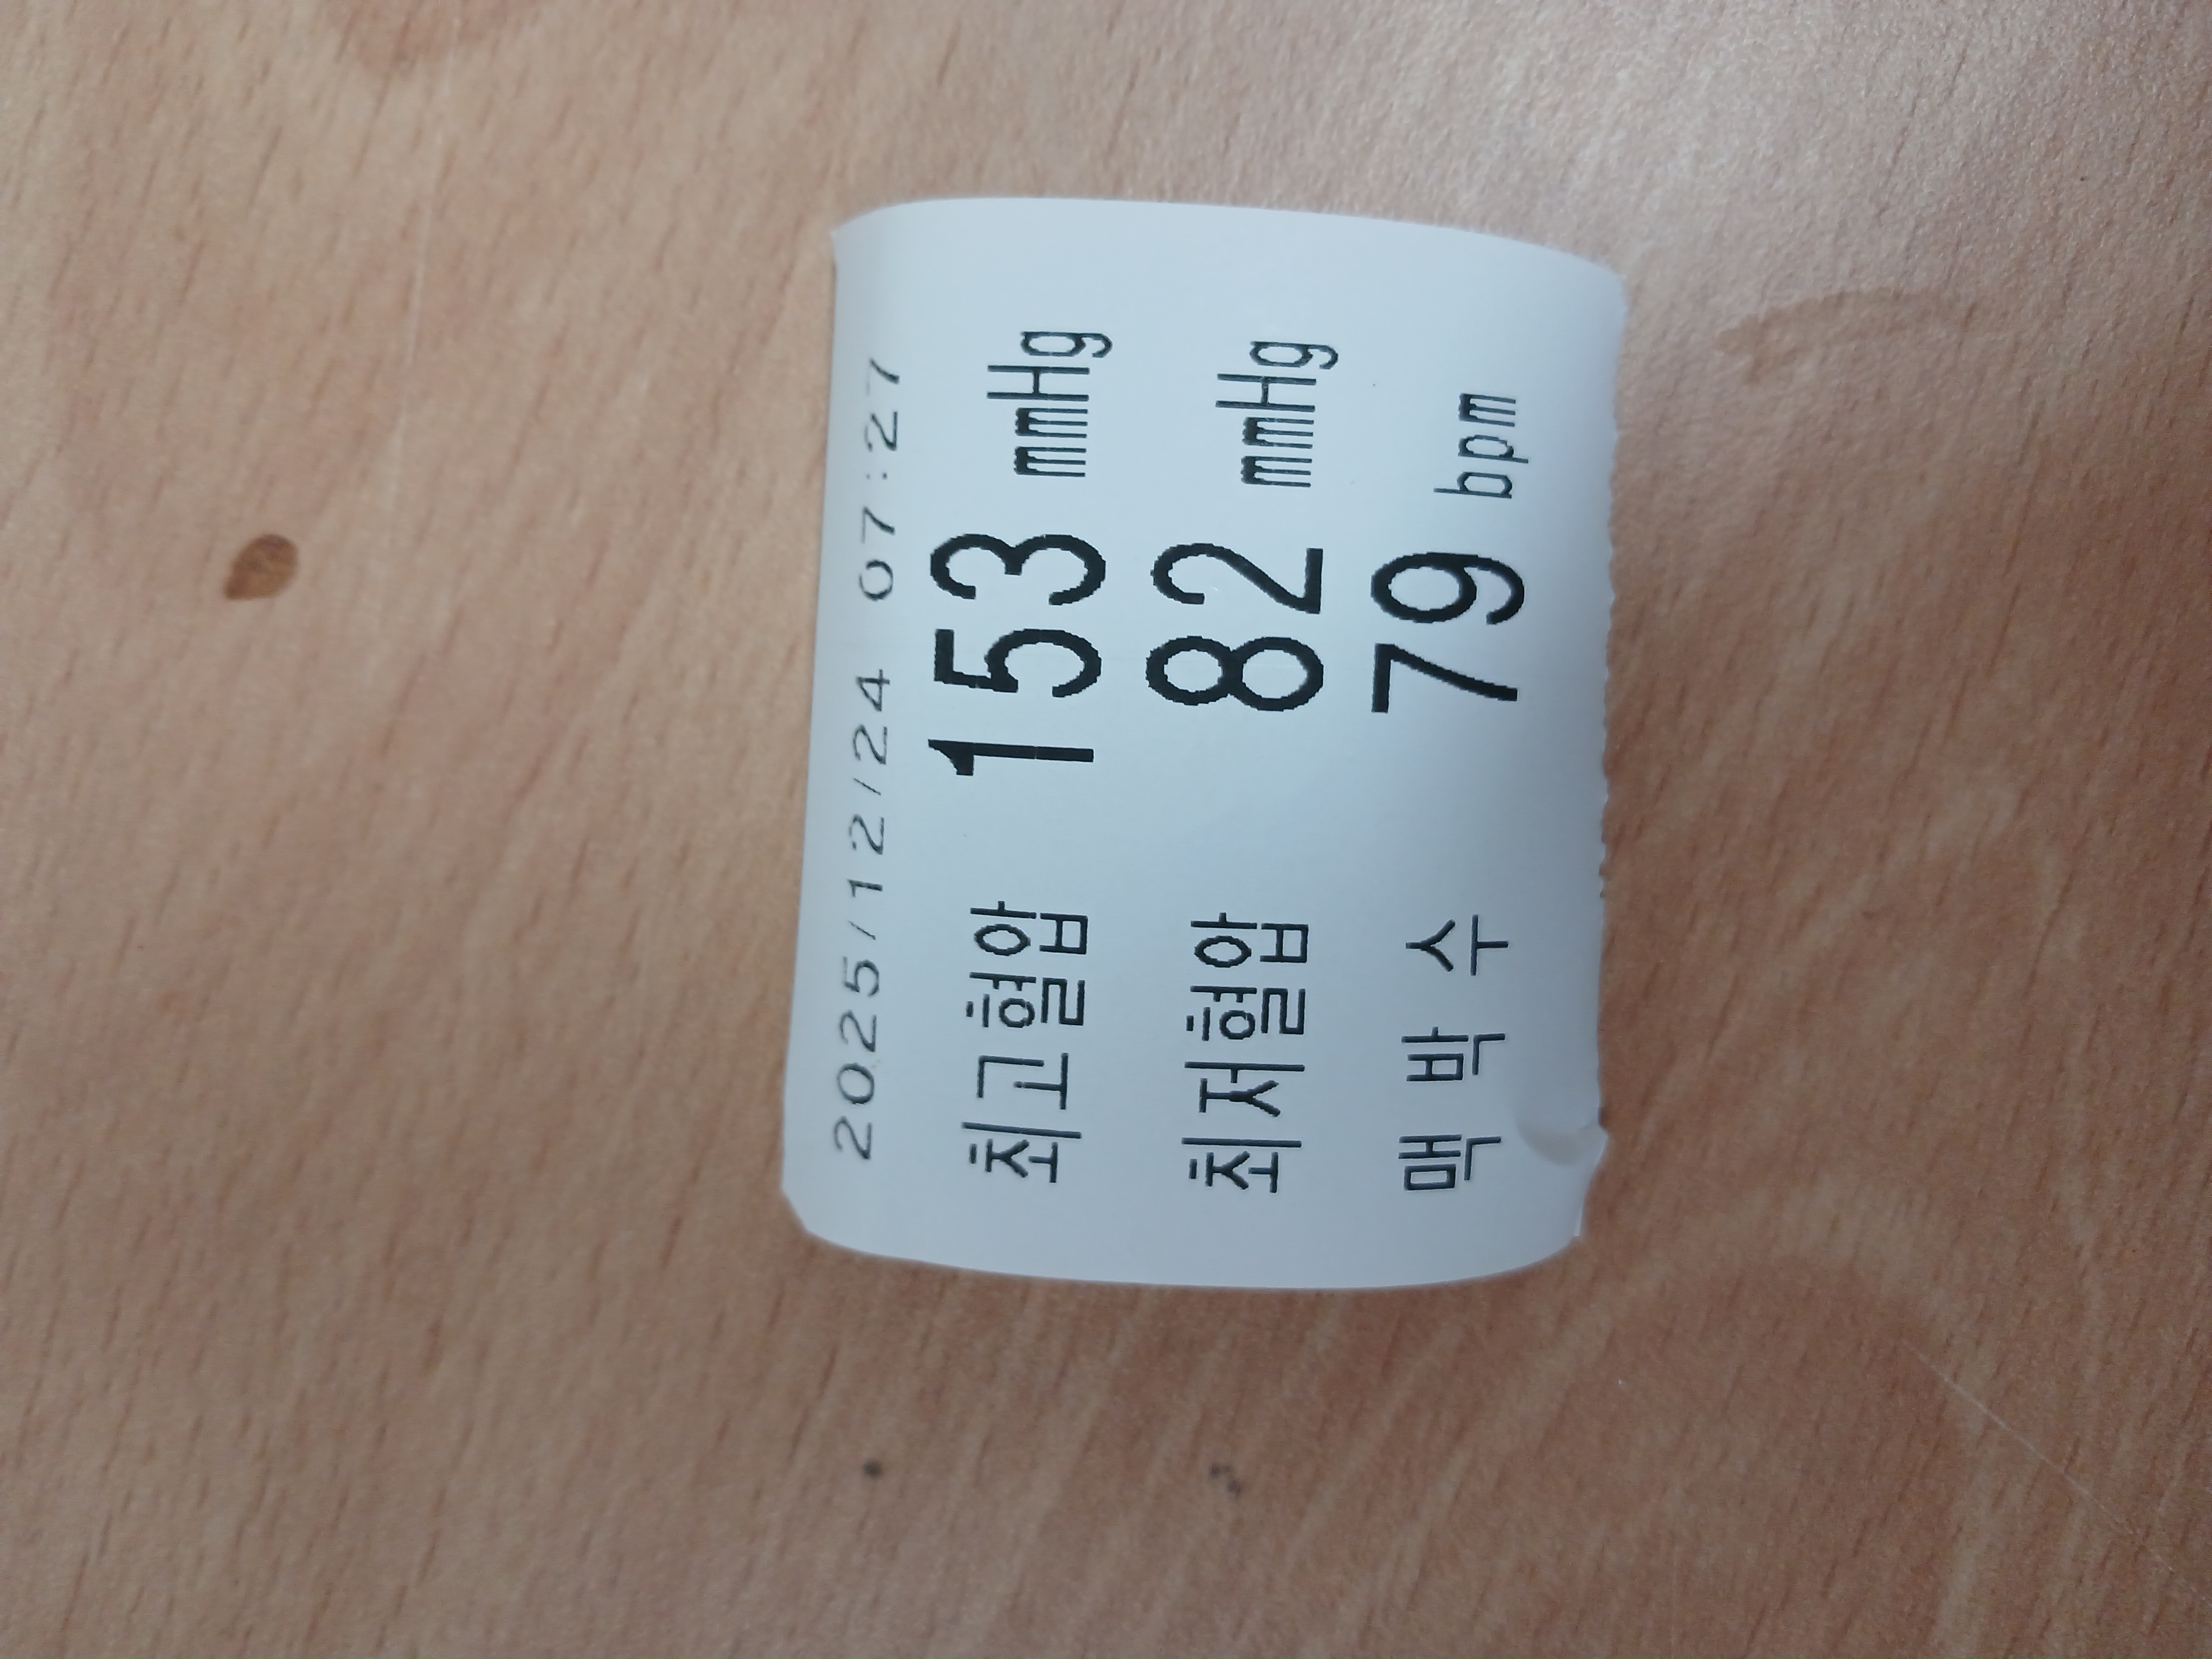 2025/12/24 07:27
최고혈압 153 mmHg
최저혈압 82 mmHg
맥 박 수 79 bpm